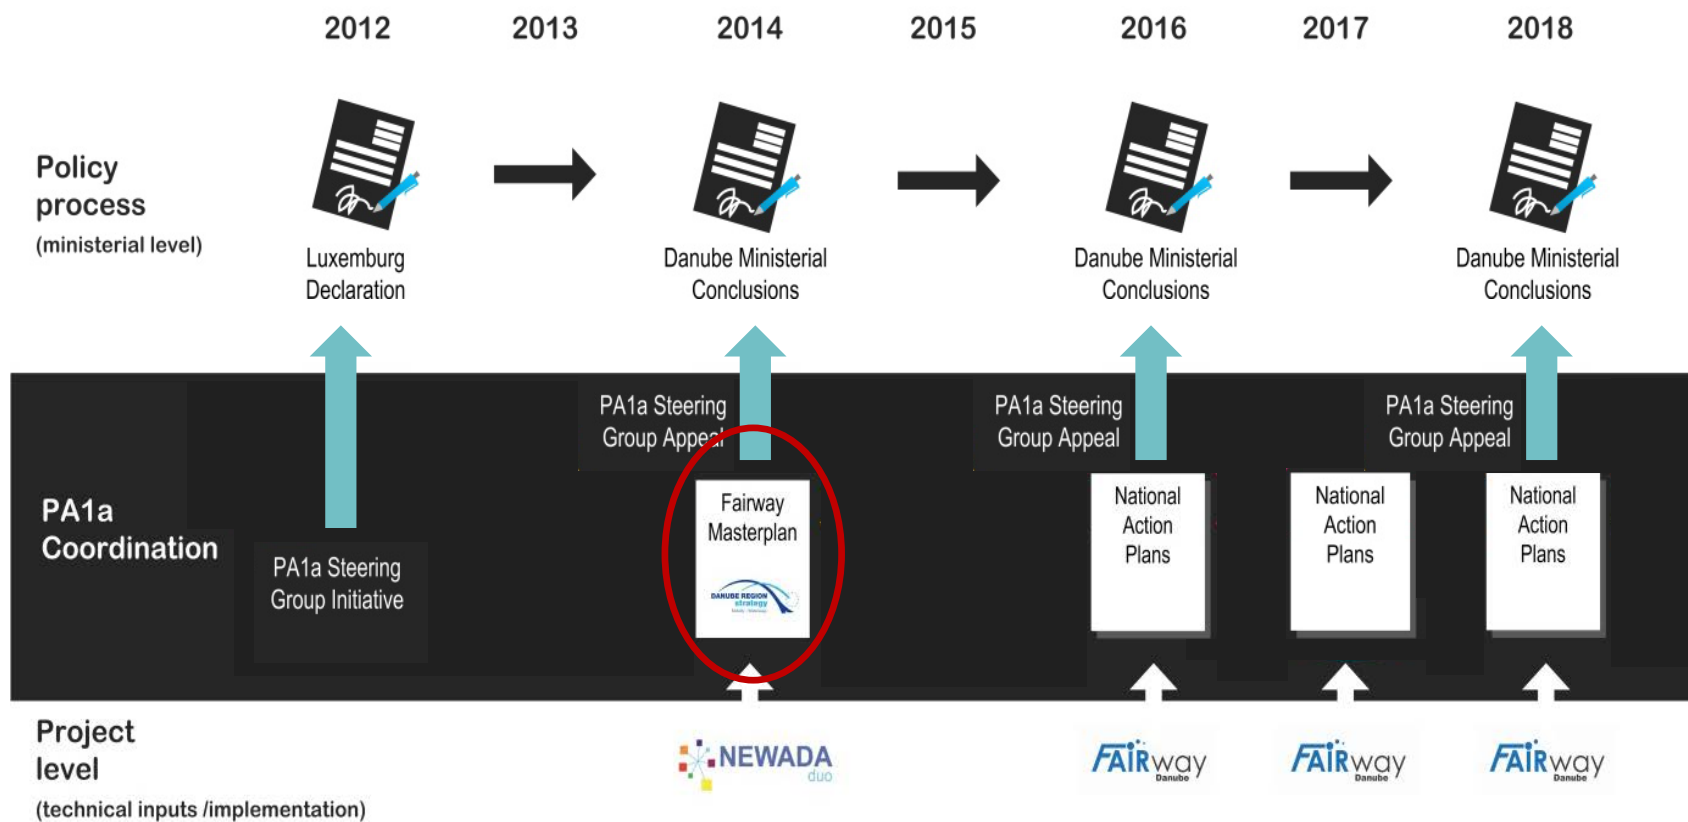 2012 2013 2014 2015 2016 2017 2018
Policy
process
(ministerial level)
Luxemburg
Declaration
Danube Ministerial
Conclusions
Danube Ministerial
Conclusions
Danube Ministerial
Conclusions
PA1a
Coordination
PA1a Steering
Group Initiative
PA1a Steering
Group Appeal
Fairway
Masterplan
DANUBE REGION
strategy
PA1a Steering
Group Appeal
National
Action
Plans
National
Action
Plans
PA1a Steering
Group Appeal
National
Action
Plans
Project
level
(technical inputs /implementation)
NEWADA
duo
FAIRway
Danube
FAIRway
Danube
FAIRway
Danube